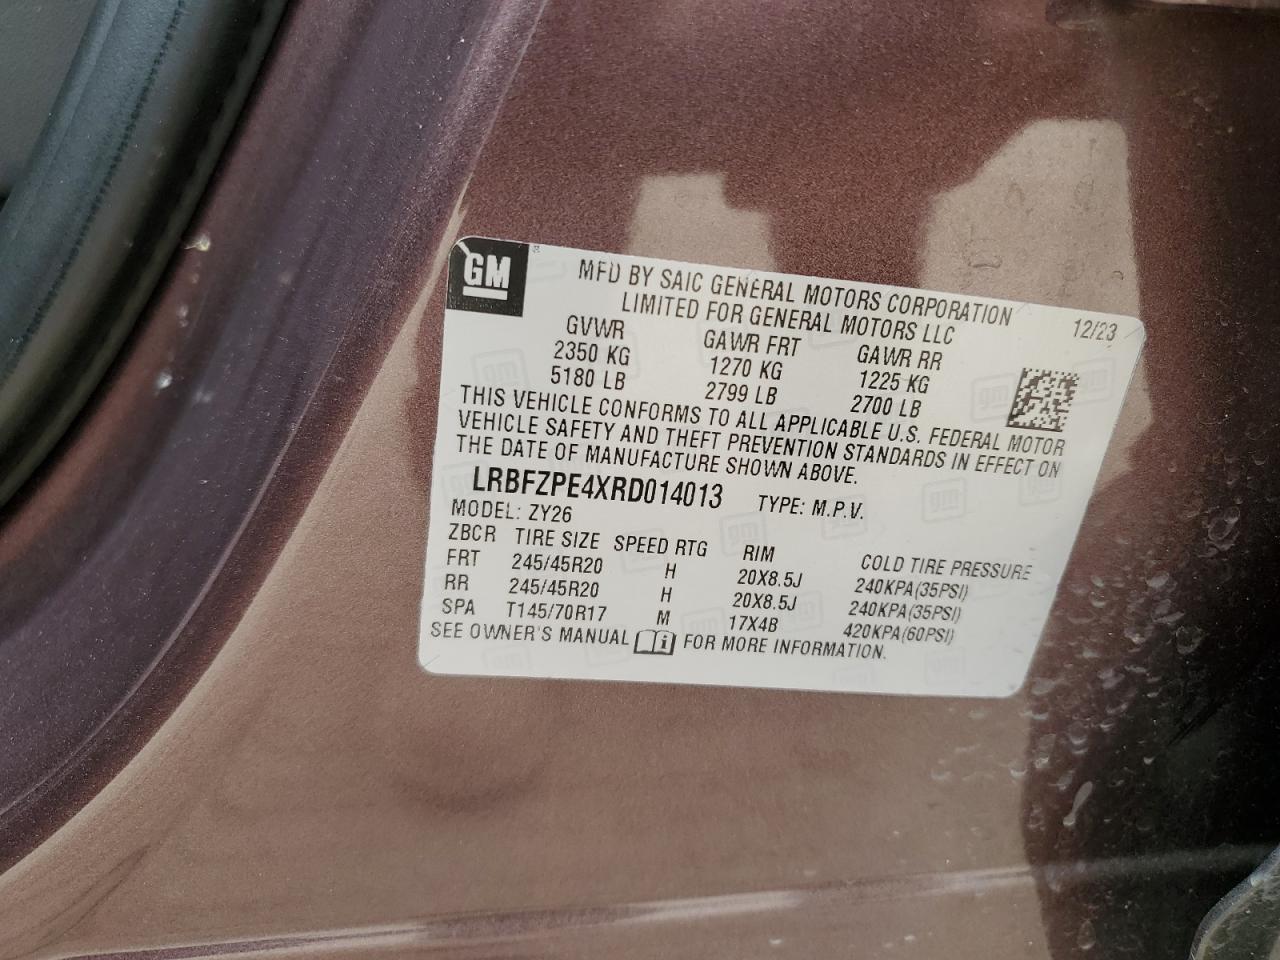 GM
MFD BY SAIC GENERAL MOTORS CORPORATION
LIMITED FOR GENERAL MOTORS LLC
12/23
GVWR GAWR FRT GAWR RR
2350 KG 1270 KG 1225 KG
5180 LB 2799 LB 2700 LB
THIS VEHICLE CONFORMS TO ALL APPLICABLE U.S. FEDERAL MOTOR
VEHICLE SAFETY AND THEFT PREVENTION STANDARDS IN EFFECT ON
THE DATE OF MANUFACTURE SHOWN ABOVE.
LRBFZPE4XRD014013 TYPE: M.P.V.
MODEL: ZY26
ZBCR TIRE SIZE SPEED RTG RIM COLD TIRE PRESSURE
FRT 245/45R20 H 20X8.5J 240KPA(35PSI)
RR 245/45R20 H 20X8.5J 240KPA(35PSI)
SPA T145/70R17 M 17X4B 420KPA(60PSI)
SEE OWNER'S MANUAL FOR MORE INFORMATION.